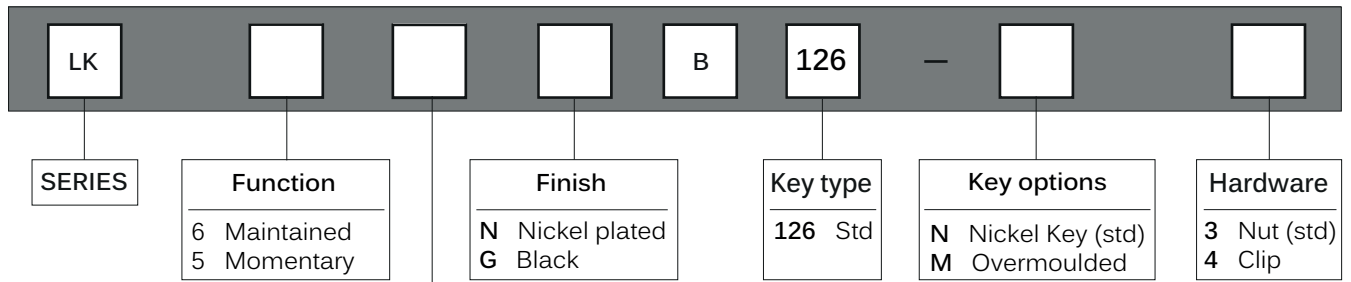 LK B 126 –
SERIES
Function
6 Maintained
5 Momentary
Finish
N Nickel plated
G Black
Key type
126 Std
Key options
N Nickel Key (std)
M Overmoulded
Hardware
3 Nut (std)
4 Clip